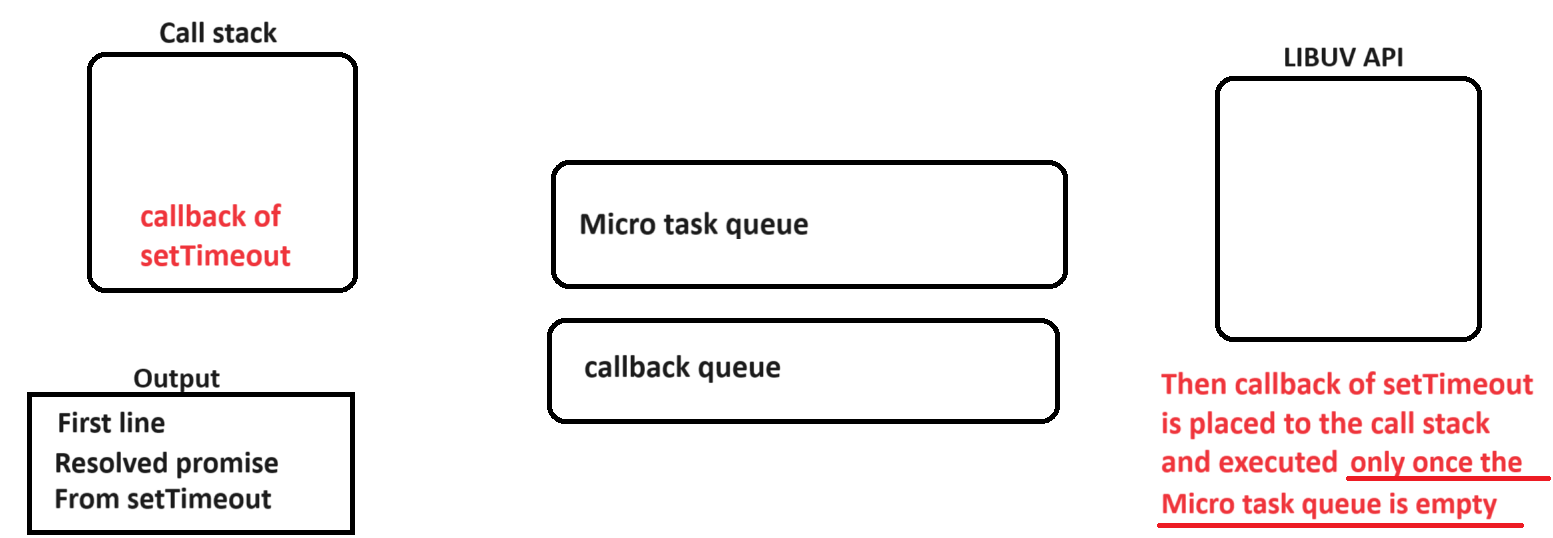 Call stack
callback of
setTimeout
Output
First line
Resolved promise
From setTimeout
Micro task queue
callback queue
LIBUV API
Then callback of setTimeout
is placed to the call stack
and executed only once the
Micro task queue is empty